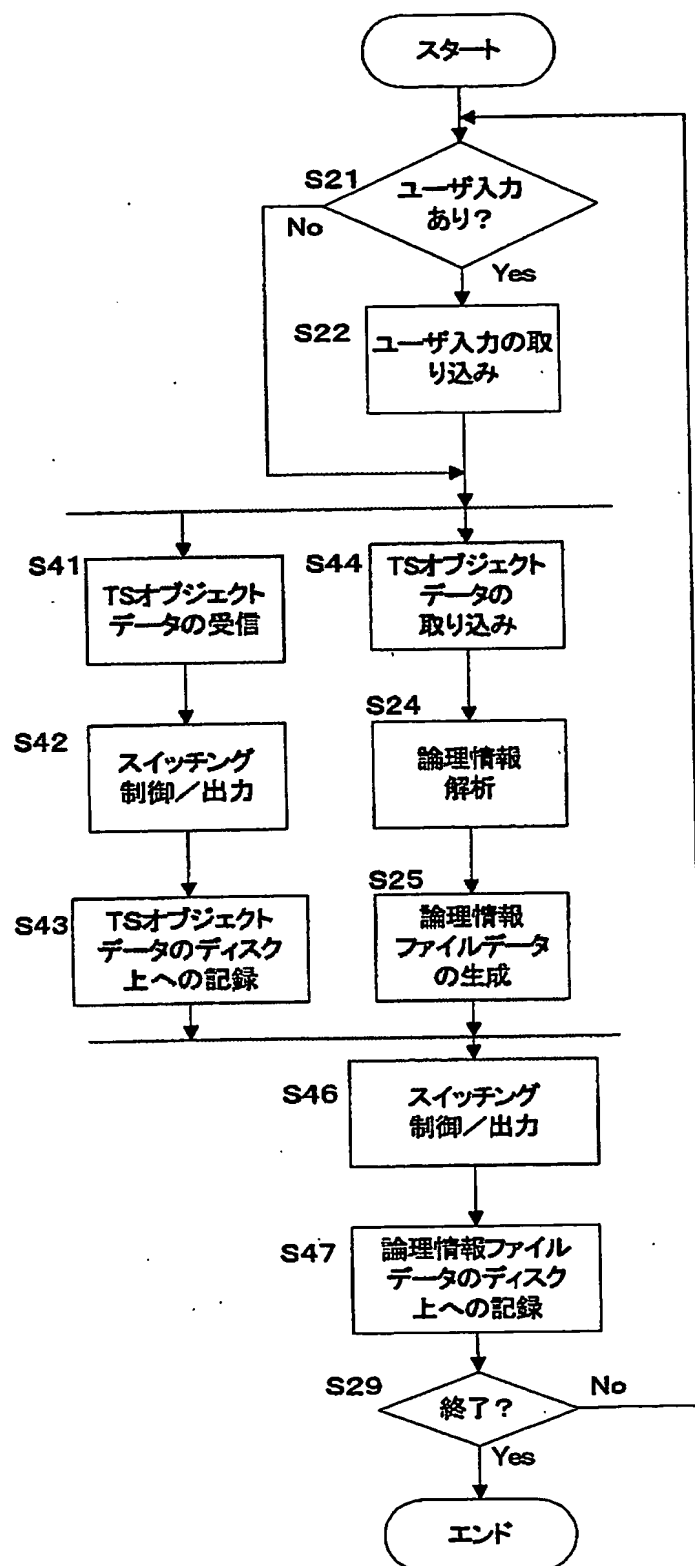 スタート
S21
ユーザ入力
あり?
No
Yes
S22
ユーザ入力の取
り込み
S41
TSオブジェクト
データの受信
S44
TSオブジェクト
データの
取り込み
S42
スイッチング
制御/出力
S24
論理情報
解析
S43
TSオブジェクト
データのディスク
上への記録
S25
論理情報
ファイルデータ
の生成
S46
スイッチング
制御/出力
S47
論理情報ファイル
データのディスク
上への記録
S29
終了?
No
Yes
エンド